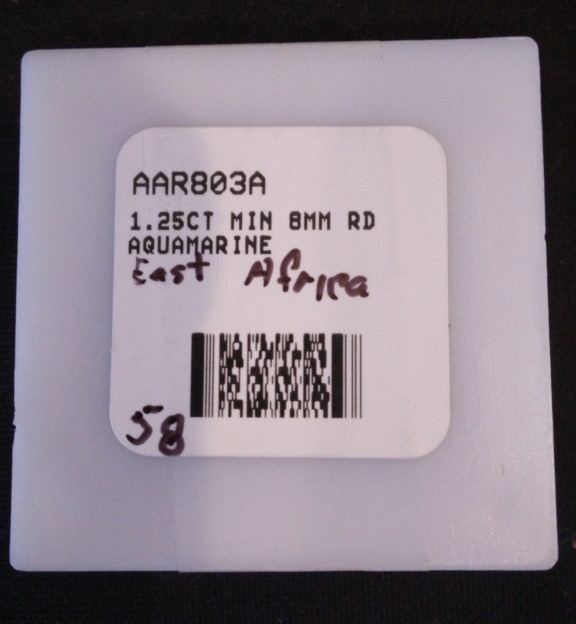 AAR803A
1.25CT MIN 8MM RD
AQUAMARINE
East Africa
58